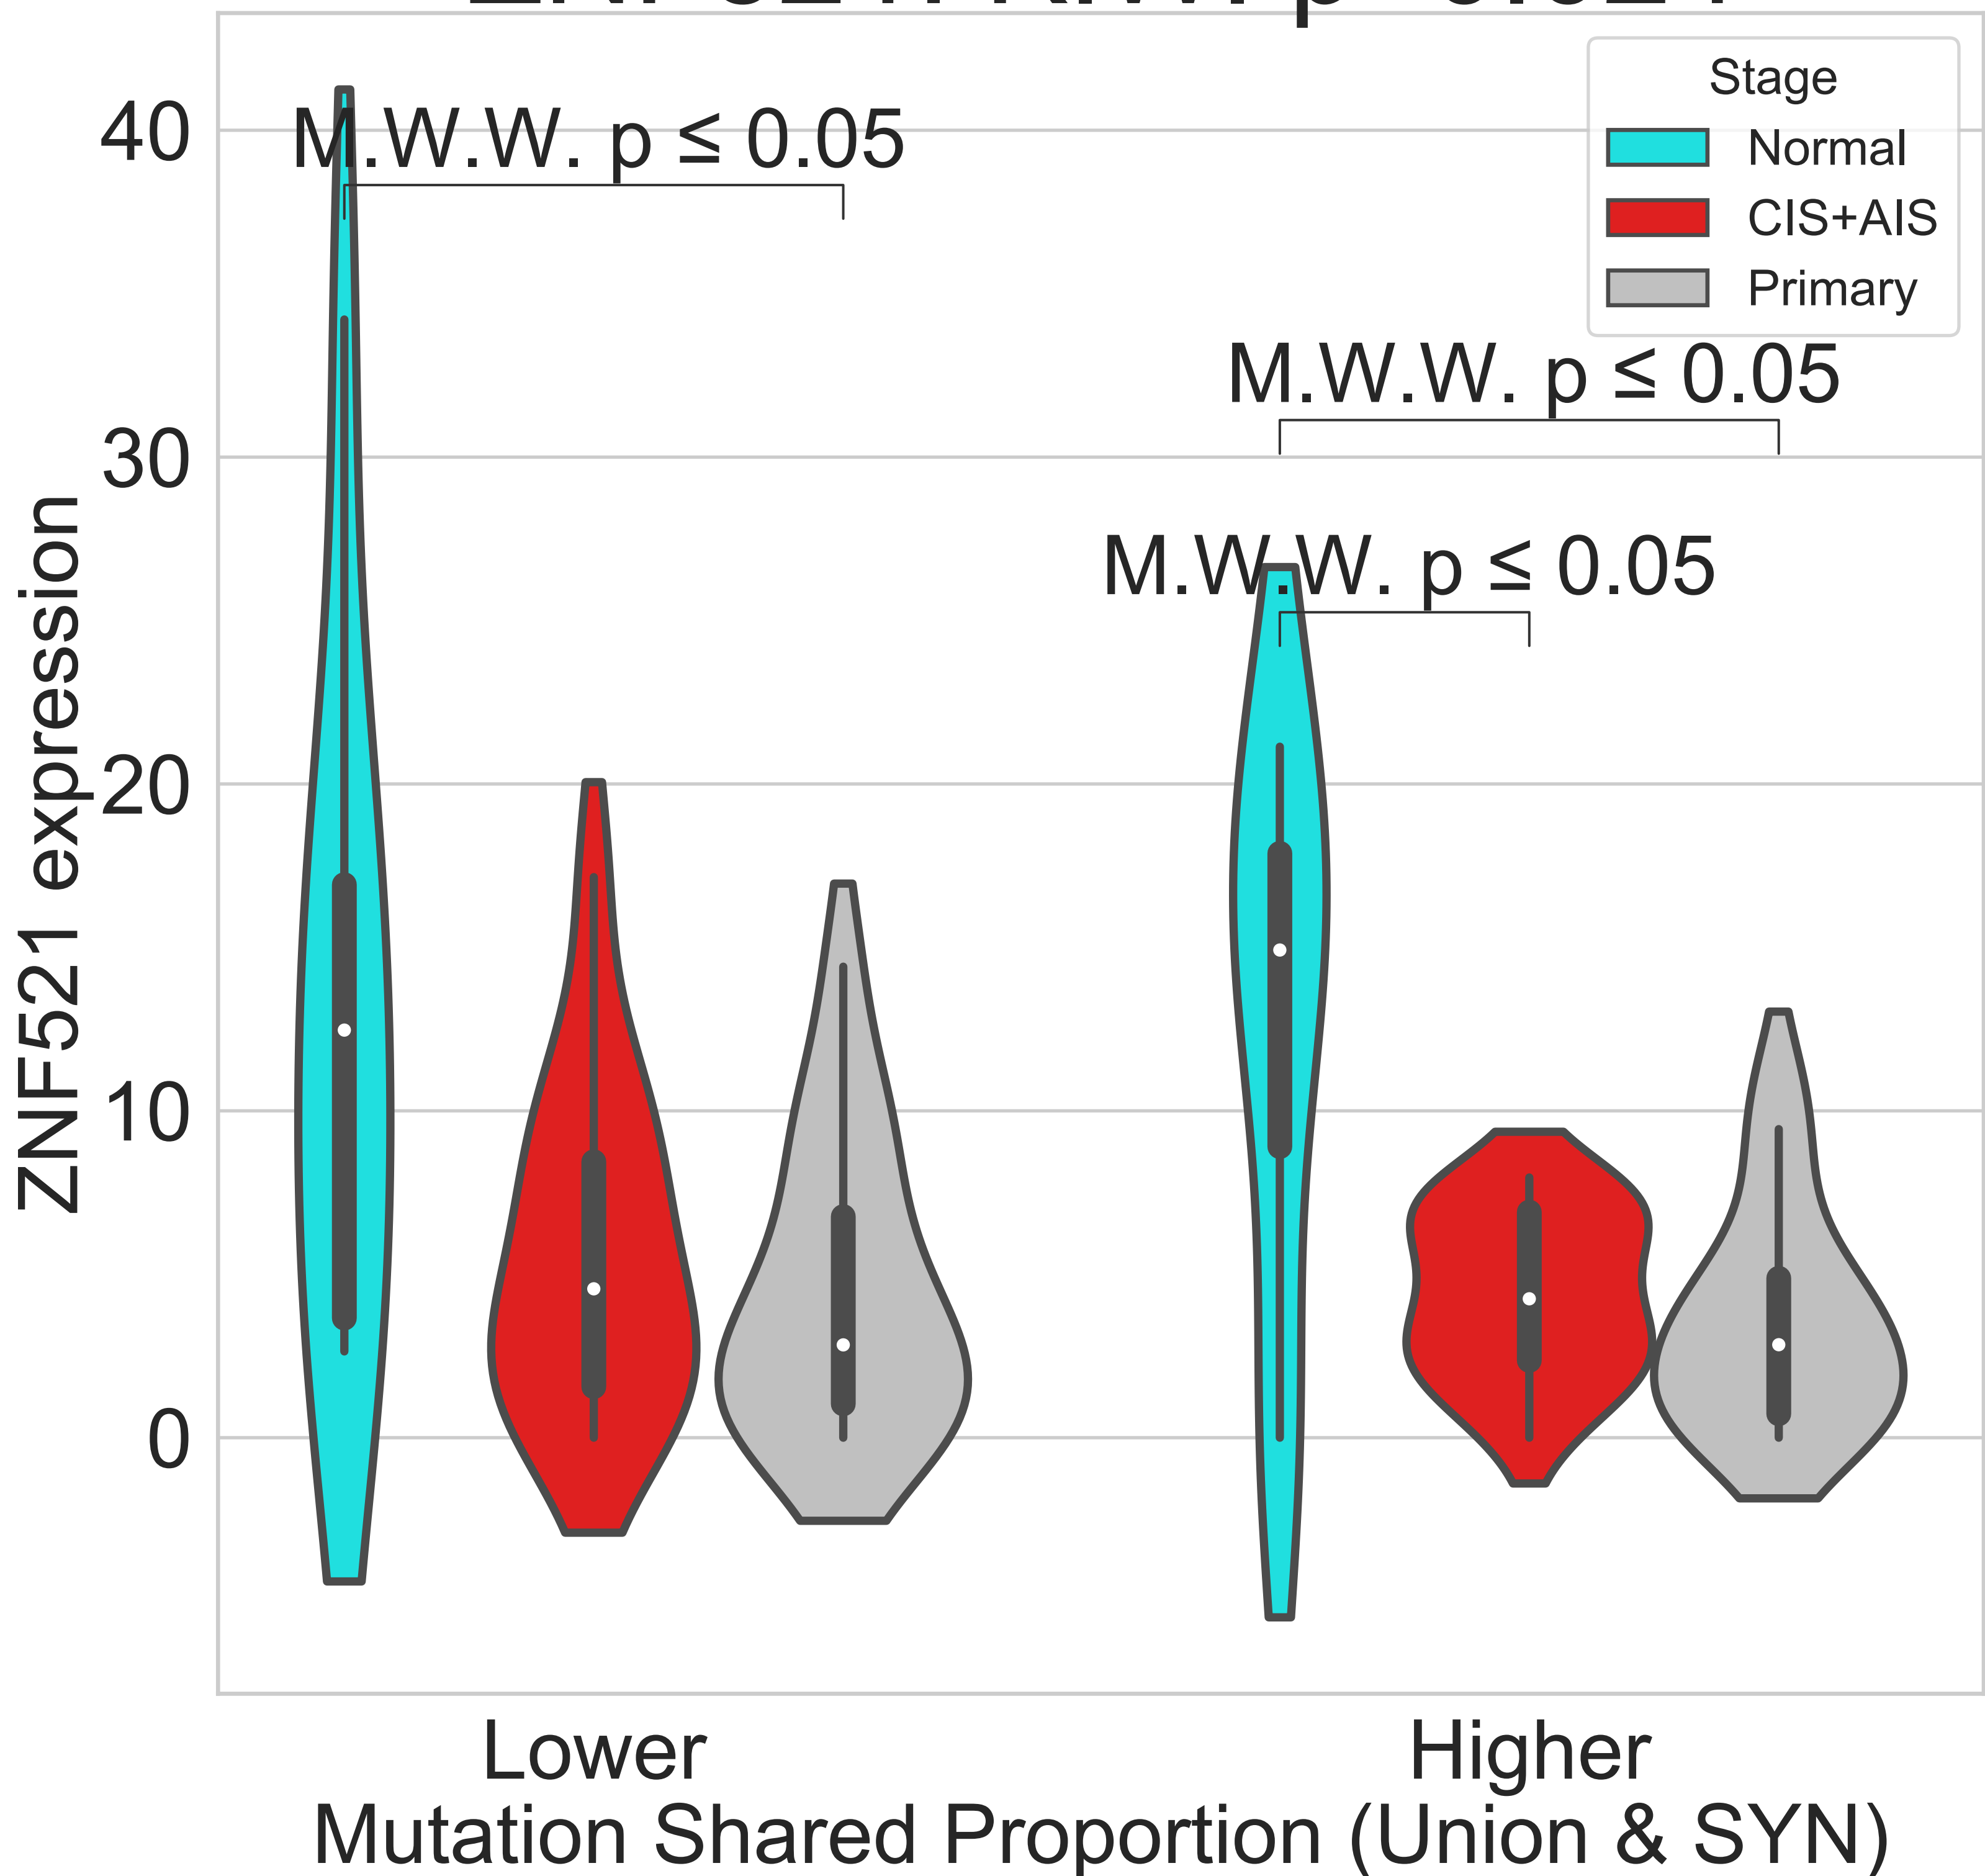 Stage
Normal
CIS+AIS
Primary
M.W.W. p ≤ 0.05
M.W.W. p ≤ 0.05
M.W.W. p ≤ 0.05
ZNF521 expression
40
30
20
10
0
Lower
Higher
Mutation Shared Proportion (Union & SYN)